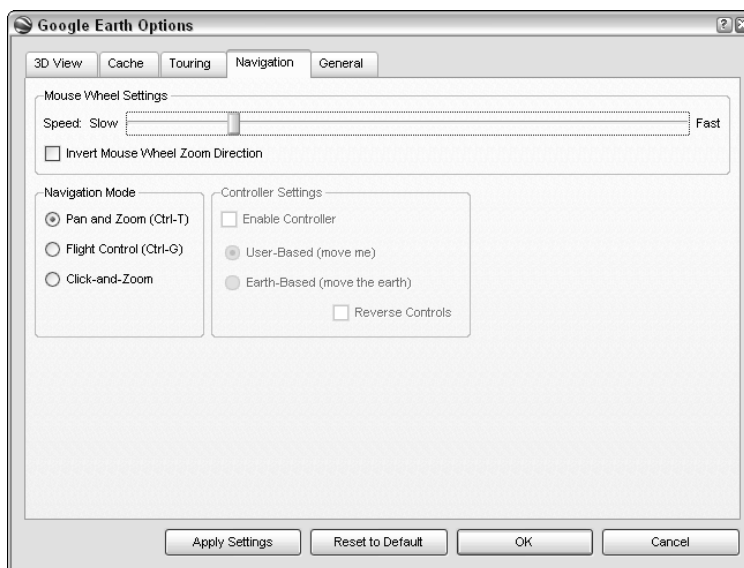 Google Earth Options
3D View Cache Touring Navigation General
Mouse Wheel Settings
Speed: Slow Fast
Invert Mouse Wheel Zoom Direction
Navigation Mode
Pan and Zoom (Ctrl-T)
Flight Control (Ctrl-G)
Click-and-Zoom
Controller Settings
Enable Controller
User-Based (move me)
Earth-Based (move the earth)
Reverse Controls
Apply Settings Reset to Default OK Cancel